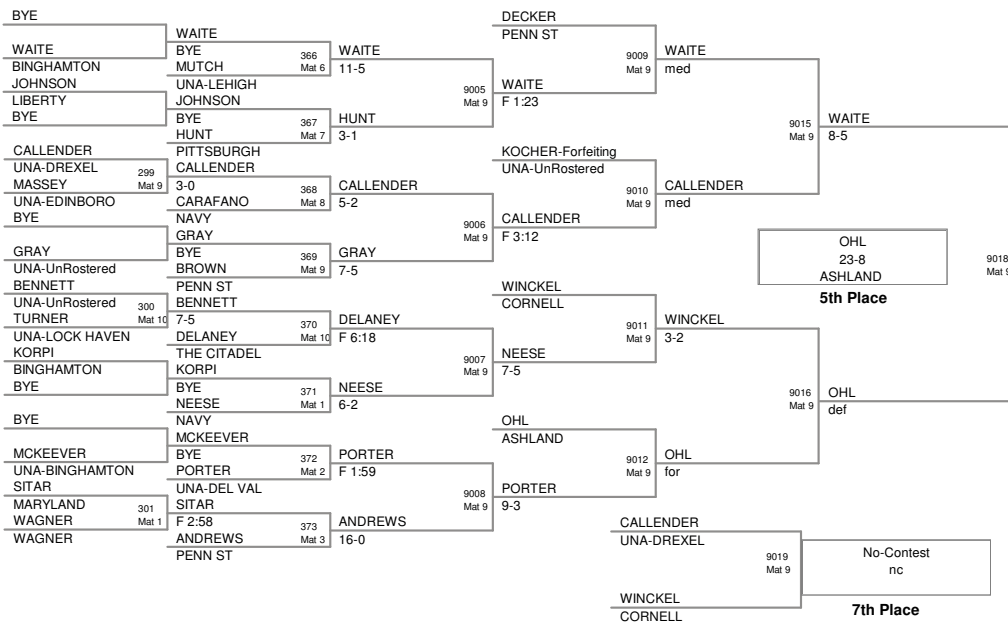 BYE
WAITE
BINGHAMTON
JOHNSON
LIBERTY
BYE
CALLENDER
UNA-DREXEL
MASSEY
UNA-EDINBORO
BYE
GRAY
UNA-UnRostered
BENNETT
UNA-UnRostered
TURNER
UNA-LOCK HAVEN
KORPI
BINGHAMTON
BYE
BYE
MCKEEVER
UNA-BINGHAMTON
SITAR
MARYLAND
WAGNER
WAGNER
299
Mat 9
300
Mat 10
301
Mat 1
WAITE
BYE
MUTCH
UNA-LEHIGH
JOHNSON
BYE
HUNT
PITTSBURGH
CALLENDER
3-0
CARAFANO
NAVY
GRAY
BYE
BROWN
PENN ST
BENNETT
7-5
DELANEY
THE CITADEL
KORPI
BYE
NEESE
NAVY
MCKEEVER
BYE
PORTER
UNA-DEL VAL
SITAR
F 2:58
ANDREWS
PENN ST
366
Mat 6
367
Mat 7
368
Mat 8
369
Mat 9
370
Mat 10
371
Mat 1
372
Mat 2
373
Mat 3
WAITE
11-5
HUNT
3-1
CALLENDER
5-2
GRAY
7-5
DELANEY
F 6:18
NEESE
6-2
PORTER
F 1:59
ANDREWS
16-0
9005
Mat 9
9006
Mat 9
9007
Mat 9
9008
Mat 9
DECKER
PENN ST
WAITE
F 1:23
KOCHER-Forfeiting
UNA-UnRostered
CALLENDER
F 3:12
WINCKEL
CORNELL
NEESE
7-5
OHL
ASHLAND
PORTER
9-3
9009
Mat 9
9010
Mat 9
9011
Mat 9
9012
Mat 9
WAITE
med
CALLENDER
med
WINCKEL
3-2
OHL
for
9015
Mat 9
9016
Mat 9
WAITE
8-5
OHL
def
OHL
23-8
ASHLAND
5th Place
9018
Mat 9
CALLENDER
UNA-DREXEL
WINCKEL
CORNELL
9019
Mat 9
No-Contest
nc
7th Place